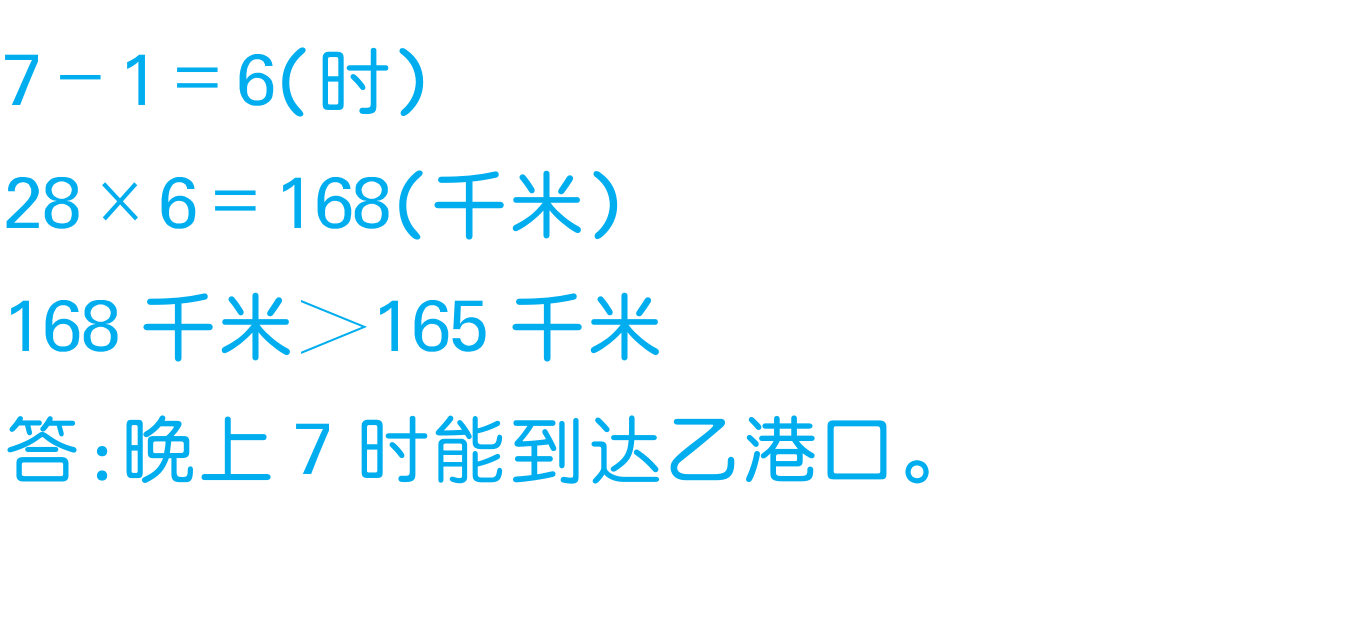 7－1＝6(时)
28×6＝168(千米)
168 千米＞165 千米
答:晚上 7 时能到达乙港口。